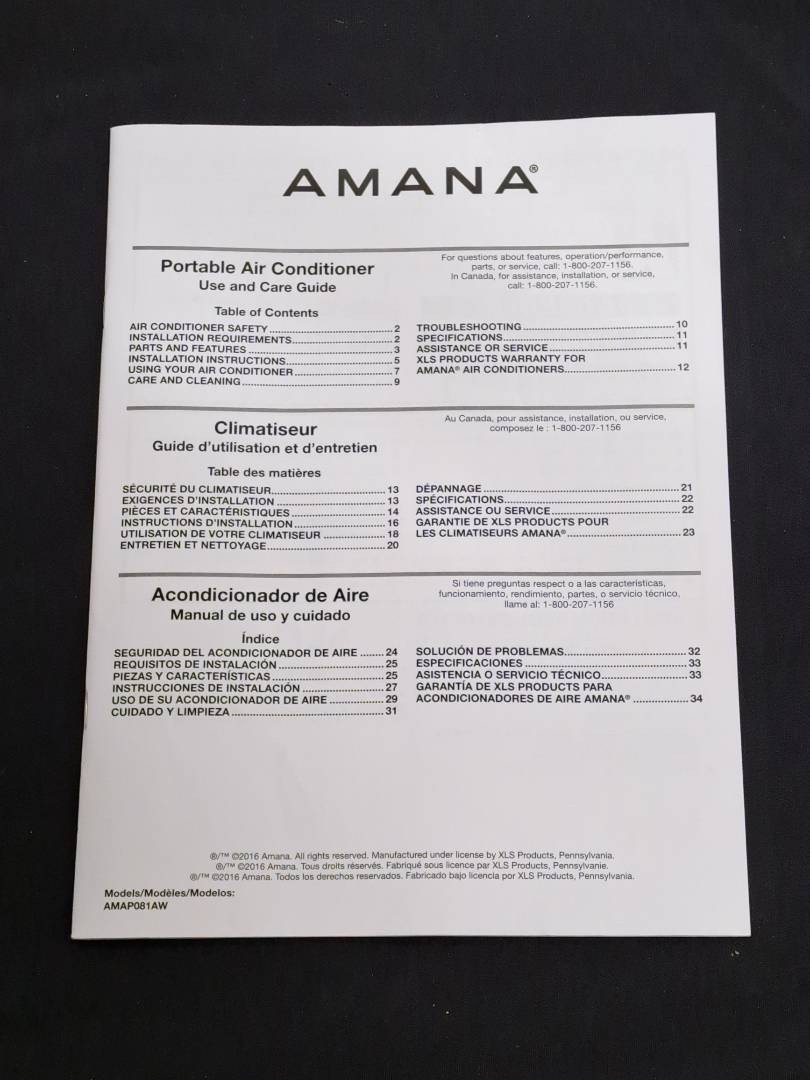 AMANA®
Portable Air Conditioner
Use and Care Guide
For questions about features, operation/performance,
parts, or service, call: 1-800-207-1156.
In Canada, for assistance, installation, or service,
call: 1-800-207-1156.
Table of Contents
AIR CONDITIONER SAFETY 2
INSTALLATION REQUIREMENTS 2
PARTS AND FEATURES 3
INSTALLATION INSTRUCTIONS 5
USING YOUR AIR CONDITIONER 7
CARE AND CLEANING 9
TROUBLESHOOTING 10
SPECIFICATIONS 11
ASSISTANCE OR SERVICE 11
XLS PRODUCTS WARRANTY FOR
AMANA® AIR CONDITIONERS 12
Climatiseur
Guide d'utilisation et d'entretien
Au Canada, pour assistance, installation, ou service,
composez le : 1-800-207-1156
Table des matières
SÉCURITÉ DU CLIMATISEUR 13
EXIGENCES D'INSTALLATION 13
PIÈCES ET CARACTÉRISTIQUES 14
INSTRUCTIONS D'INSTALLATION 16
UTILISATION DE VOTRE CLIMATISEUR 18
ENTRETIEN ET NETTOYAGE 20
DÉPANNAGE 21
SPÉCIFICATIONS 22
ASSISTANCE OU SERVICE 22
GARANTIE DE XLS PRODUCTS POUR
LES CLIMATISEURS AMANA® 23
Acondicionador de Aire
Manual de uso y cuidado
Si tiene preguntas respect o a las características,
funcionamiento, rendimiento, partes, o servicio técnico,
llame al: 1-800-207-1156
Índice
SEGURIDAD DEL ACONDICIONADOR DE AIRE 24
REQUISITOS DE INSTALACIÓN 25
PIEZAS Y CARACTERÍSTICAS 25
INSTRUCCIONES DE INSTALACIÓN 27
USO DE SU ACONDICIONADOR DE AIRE 29
CUIDADO Y LIMPIEZA 31
SOLUCIÓN DE PROBLEMAS 32
ESPECIFICACIONES 33
ASISTENCIA O SERVICIO TÉCNICO 33
GARANTÍA DE XLS PRODUCTS PARA
ACONDICIONADORES DE AIRE AMANA® 34
®/™ ©2016 Amana. All rights reserved. Manufactured under license by XLS Products, Pennsylvania.
®/™ ©2016 Amana. Tous droits réservés. Fabriqué sous licence par XLS Products, Pennsylvania.
®/™ ©2016 Amana. Todos los derechos reservados. Fabricado bajo licencia por XLS Products, Pennsylvania.
Models/Modèles/Modelos:
AMAP081AW